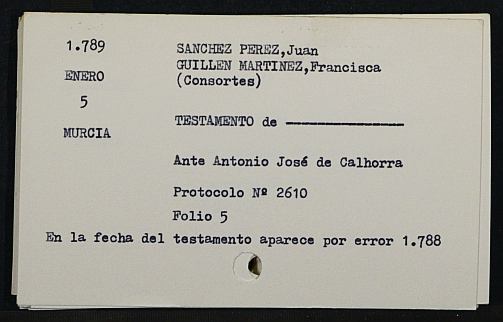 1.789
SANCHEZ PEREZ,Juan
GUILLEN MARTINEZ,Francisca
ENERO
(Consortes)
5
TESTAMENTO de ----------------
MURCIA
Ante Antonio José de Calhorra
Protocolo Nº 2610
Folio 5
En la fecha del testamento aparece por error 1.788